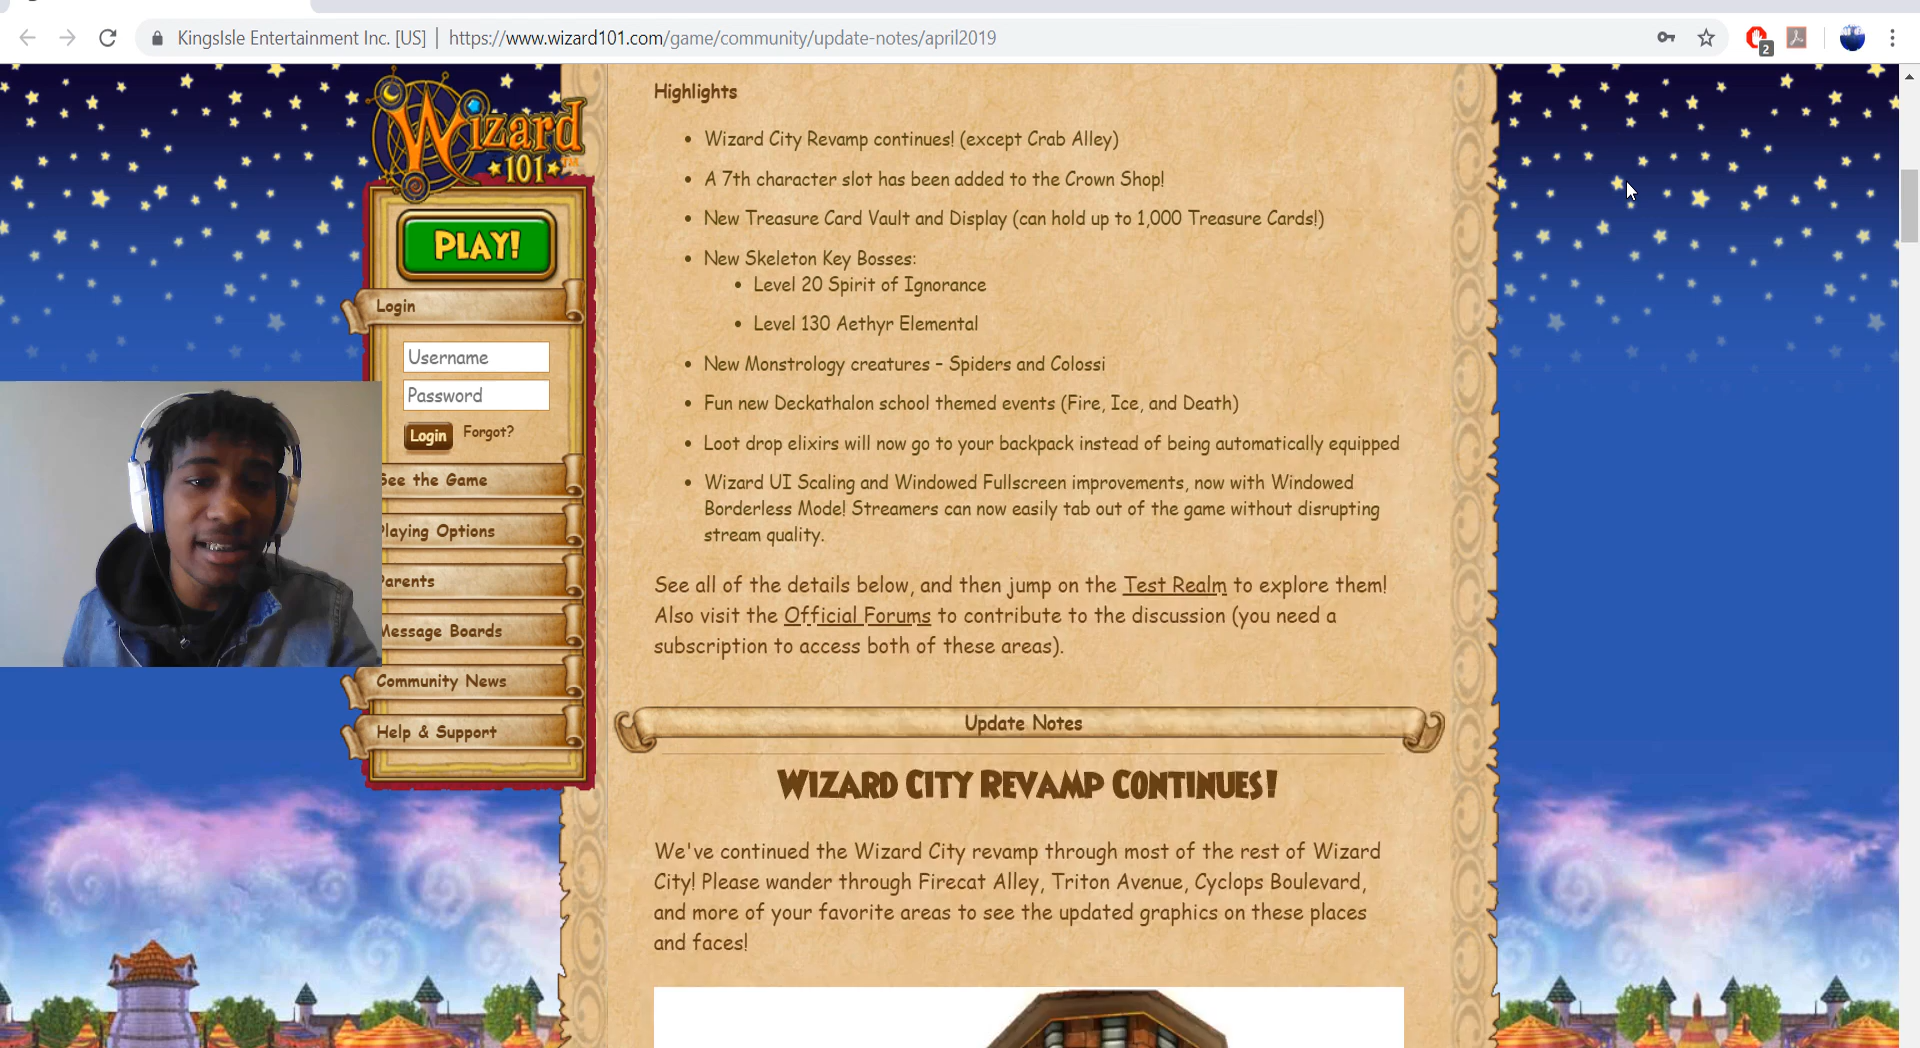 KingsIsle Entertainment Inc. [US] | https://www.wizard101.com/game/community/update-notes/april2019
2
Wizard
101
TM
PLAY!
Login
Username
Password
Login Forgot?
See the Game
Playing Options
Parents
Message Boards
Community News
Help & Support
Highlights
• Wizard City Revamp continues! (except Crab Alley)
• A 7th character slot has been added to the Crown Shop!
• New Treasure Card Vault and Display (can hold up to 1,000 Treasure Cards!)
• New Skeleton Key Bosses:
• Level 20 Spirit of Ignorance
• Level 130 Aethyr Elemental
• New Monstrology creatures – Spiders and Colossi
• Fun new Deckathalon school themed events (Fire, Ice, and Death)
• Loot drop elixirs will now go to your backpack instead of being automatically equipped
• Wizard UI Scaling and Windowed Fullscreen improvements, now with Windowed
Borderless Mode! Streamers can now easily tab out of the game without disrupting
stream quality.
See all of the details below, and then jump on the Test Realm to explore them!
Also visit the Official Forums to contribute to the discussion (you need a
subscription to access both of these areas).
Update Notes
WIZARD CITY REVAMP CONTINUES!
We've continued the Wizard City revamp through most of the rest of Wizard
City! Please wander through Firecat Alley, Triton Avenue, Cyclops Boulevard,
and more of your favorite areas to see the updated graphics on these places
and faces!